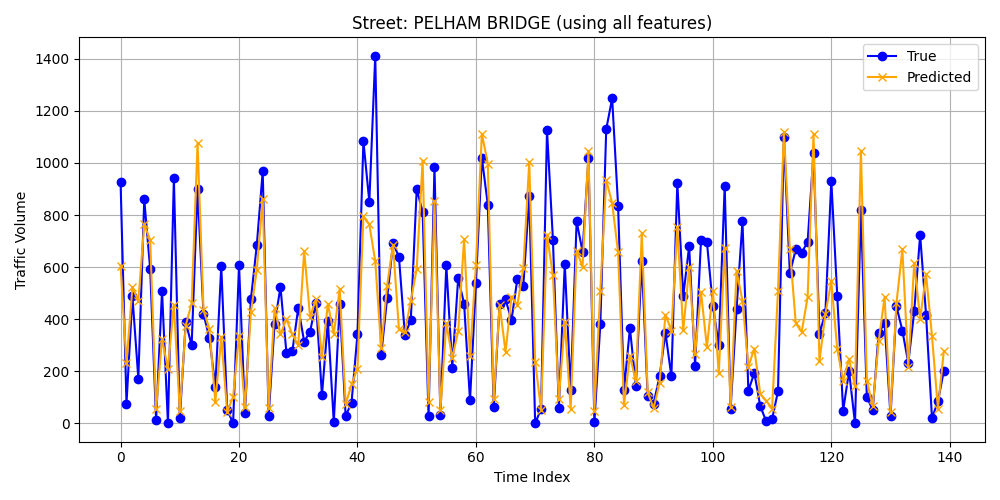 Street: PELHAM BRIDGE (using all features)
True
Predicted
Traffic Volume
1400
1200
1000
800
600
400
200
0
0 20 40 60 80 100 120 140
Time Index